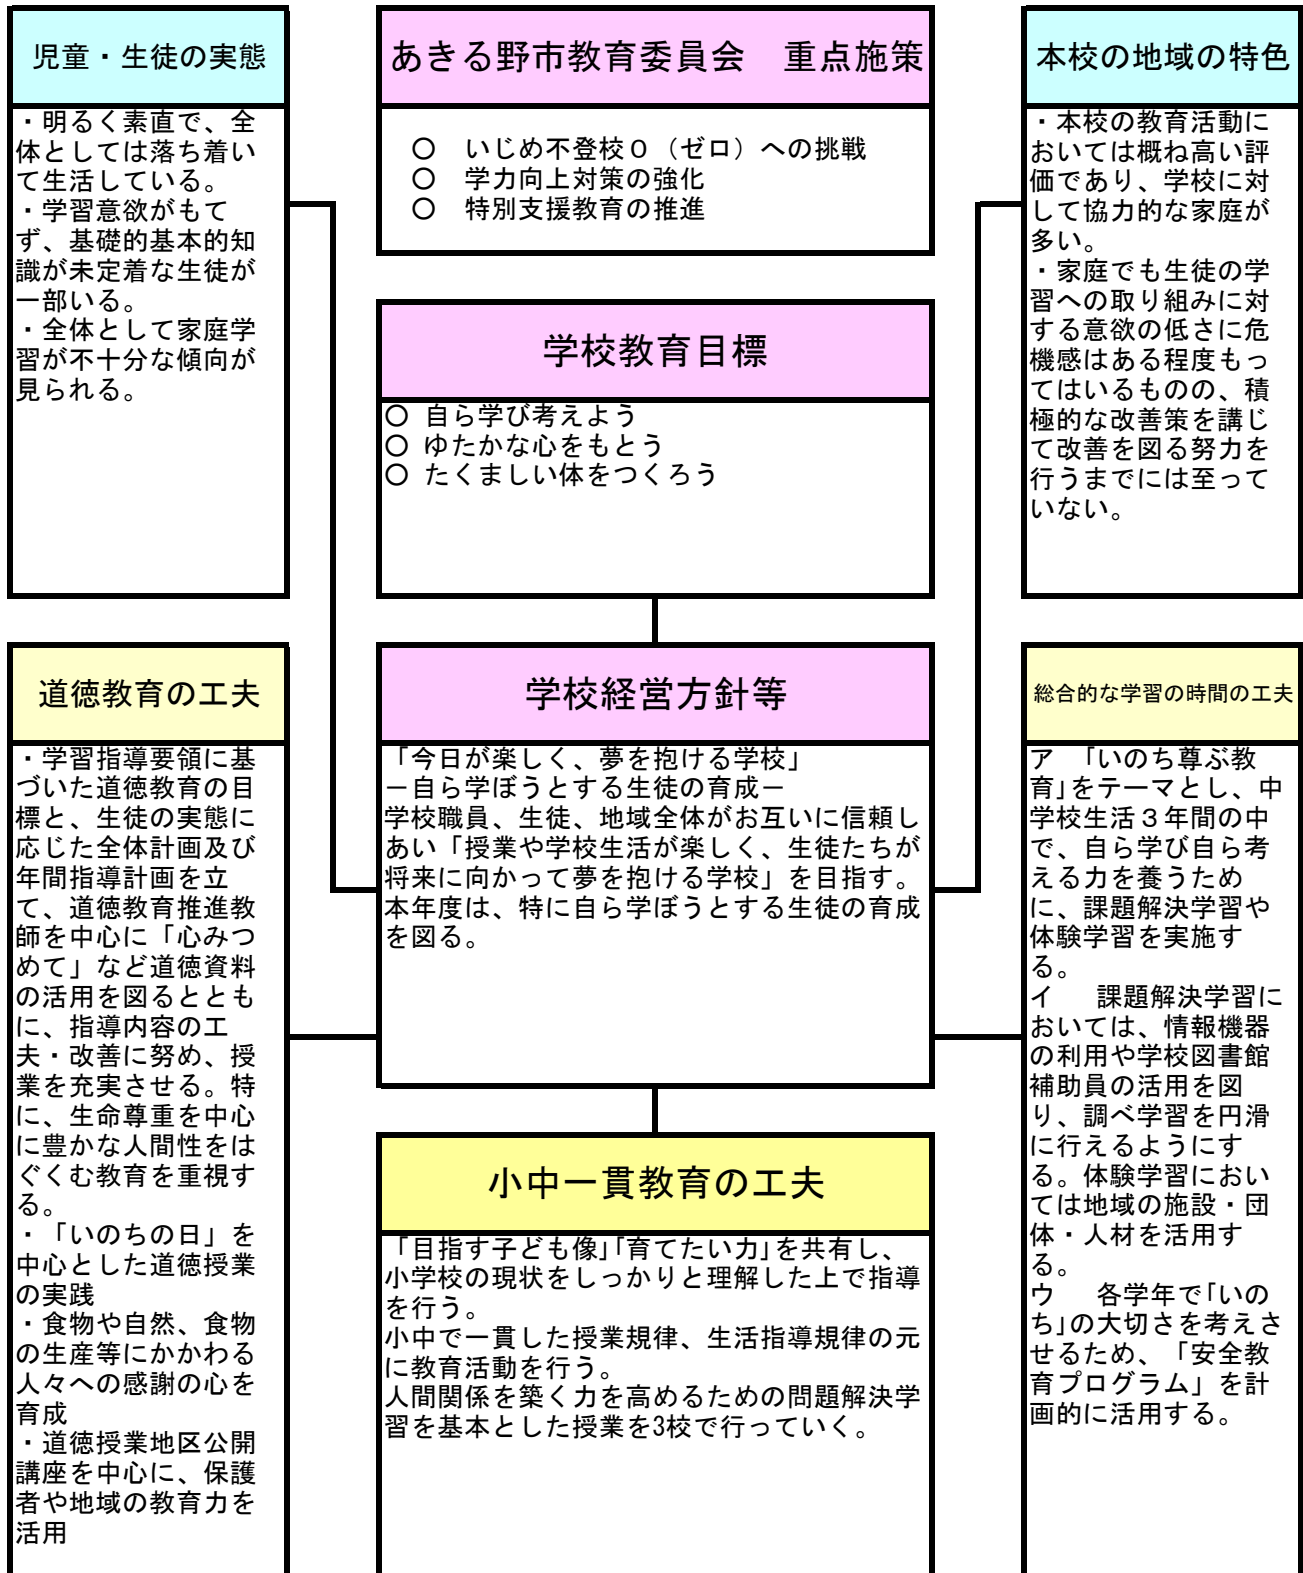 児童・生徒の実態
・明るく素直で、全
体としては落ち着い
て生活している。
・学習意欲がもて
ず、基礎的基本的知
識が未定着な生徒が
一部いる。
・全体として家庭学
習が不十分な傾向が
見られる。
あきる野市教育委員会　重点施策
○　いじめ不登校０（ゼロ）への挑戦
○　学力向上対策の強化
○　特別支援教育の推進
学校教育目標
○ 自ら学び考えよう
○ ゆたかな心をもとう
○ たくましい体をつくろう
本校の地域の特色
・本校の教育活動に
おいては概ね高い評
価であり、学校に対
して協力的な家庭が
多い。
・家庭でも生徒の学
習への取り組みに対
する意欲の低さに危
機感はある程度もっ
てはいるものの、積
極的な改善策を講じ
て改善を図る努力を
行うまでには至って
いない。
道徳教育の工夫
・学習指導要領に基
づいた道徳教育の目
標と、生徒の実態に
応じた全体計画及び
年間指導計画を立
て、道徳教育推進教
師を中心に「心みつ
めて」など道徳資料
の活用を図るととも
に、指導内容の工
夫・改善に努め、授
業を充実させる。特
に、生命尊重を中心
に豊かな人間性をは
ぐくむ教育を重視す
る。
・「いのちの日」を
中心とした道徳授業
の実践
・食物や自然、食物
の生産等にかかわる
人々への感謝の心を
育成
・道徳授業地区公開
講座を中心に、保護
者や地域の教育力を
活用
学校経営方針等
「今日が楽しく、夢を抱ける学校」
－自ら学ぼうとする生徒の育成－
学校職員、生徒、地域全体がお互いに信頼し
あい「授業や学校生活が楽しく、生徒たちが
将来に向かって夢を抱ける学校」を目指す。
本年度は、特に自ら学ぼうとする生徒の育成
を図る。
小中一貫教育の工夫
「目指す子ども像」「育てたい力」を共有し、
小学校の現状をしっかりと理解した上で指導
を行う。
小中で一貫した授業規律、生活指導規律の元
に教育活動を行う。
人間関係を築く力を高めるための問題解決学
習を基本とした授業を3校で行っていく。
総合的な学習の時間の工夫
ア　「いのち尊ぶ教
育」をテーマとし、中
学校生活３年間の中
で、自ら学び自ら考
える力を養うため
に、課題解決学習や
体験学習を実施す
る。
イ　課題解決学習に
おいては、情報機器
の利用や学校図書館
補助員の活用を図
り、調べ学習を円滑
に行えるようにす
る。体験学習におい
ては地域の施設・団
体・人材を活用す
る。
ウ　各学年で「いの
ち」の大切さを考えさ
せるため、「安全教
育プログラム」を計
画的に活用する。